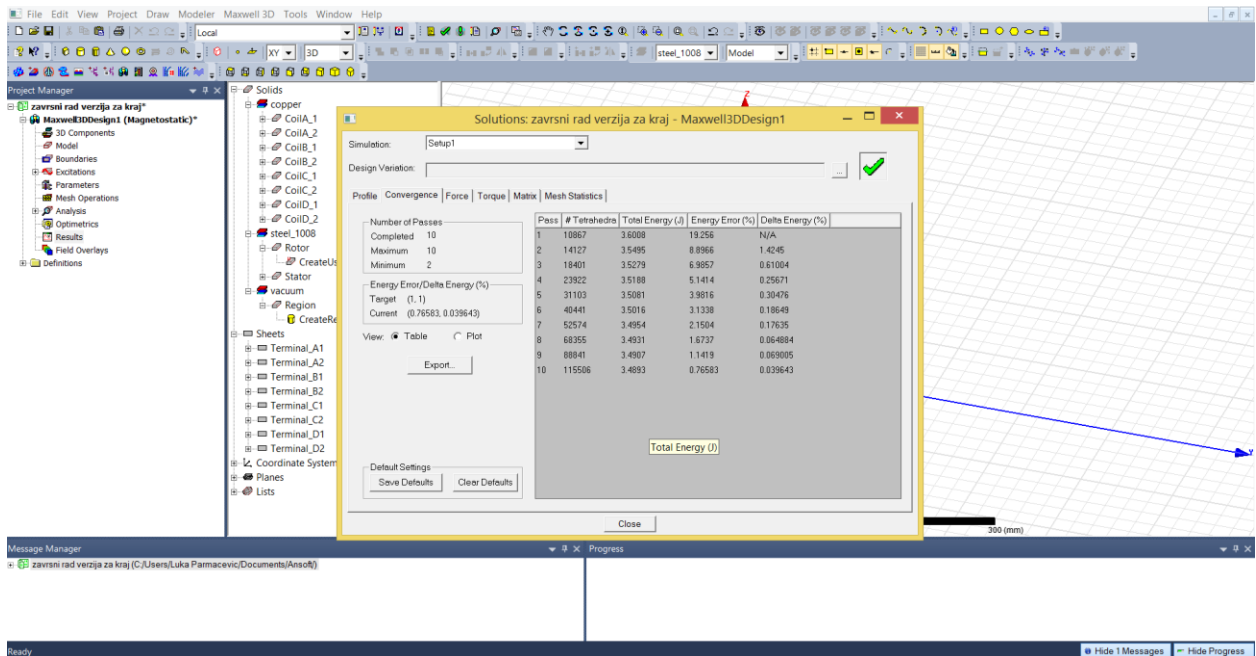 File Edit View Project Draw Modeler Maxwell 3D Tools Window Help
Local
XY 3D steel_1008 Model
Project Manager
zavrsni rad verzija za kraj*
Maxwell3DDesign1 (Magnetostatic)*
3D Components
Model
Boundaries
Excitations
Parameters
Mesh Operations
Analysis
Optimetrics
Results
Field Overlays
Definitions
Solids
copper
CoilA_1
CoilA_2
CoilB_1
CoilB_2
CoilC_1
CoilC_2
CoilD_1
CoilD_2
steel_1008
Rotor
CreateUs
Stator
vacuum
Region
CreateRe
Sheets
Terminal_A1
Terminal_A2
Terminal_B1
Terminal_B2
Terminal_C1
Terminal_C2
Terminal_D1
Terminal_D2
Coordinate System
Planes
Lists
Z
Solutions: zavrsni rad verzija za kraj - Maxwell3DDesign1
Simulation: Setup1
Design Variation: ...
Profile Convergence Force Torque Matrix Mesh Statistics
Number of Passes
Completed 10
Maximum 10
Minimum 2
Energy Error/Delta Energy (%)
Target (1, 1)
Current (0.76583, 0.039643)
View: Table Plot
Export...
Default Settings
Save Defaults Clear Defaults
Pass # Tetrahedra Total Energy (J) Energy Error (%) Delta Energy (%)
1 10867 3.6008 19.256 N/A
2 14127 3.5495 8.8966 1.4245
3 18401 3.5279 6.9857 0.61004
4 23922 3.5188 5.1414 0.25671
5 31103 3.5081 3.9816 0.30476
6 40441 3.5016 3.1338 0.18649
7 52574 3.4954 2.1504 0.17635
8 68355 3.4931 1.6737 0.064884
9 88841 3.4907 1.1419 0.069005
10 115506 3.4893 0.76583 0.039643
Total Energy (J)
Close
300 (mm)
Message Manager
Progress
zavrsni rad verzija za kraj (C:/Users/Luka Parmacevic/Documents/Ansoft/)
Ready
Hide 1 Messages Hide Progress